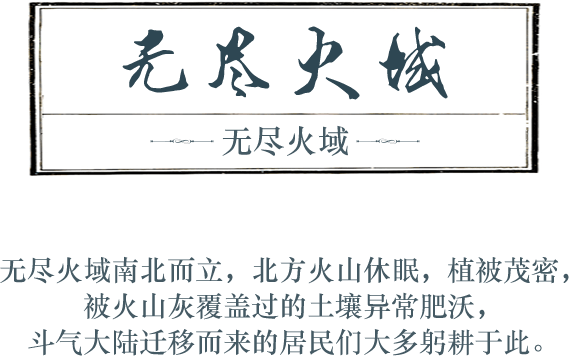 无尽火域
无尽火域
无尽火域南北而立，北方火山休眠，植被茂密，
被火山灰覆盖过的土壤异常肥沃，
斗气大陆迁移而来的居民们大多躬耕于此。